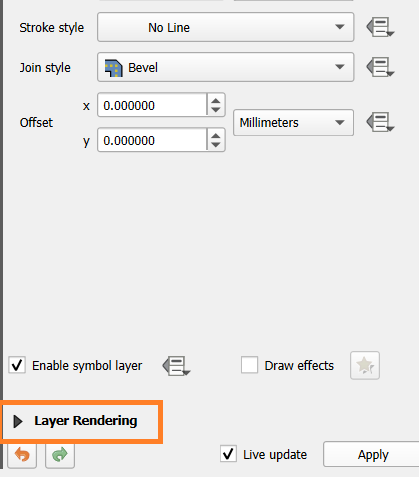 Stroke style No Line
Join style Bevel
x 0.000000
Offset Millimeters
y 0.000000
Enable symbol layer Draw effects
Layer Rendering
Live update Apply